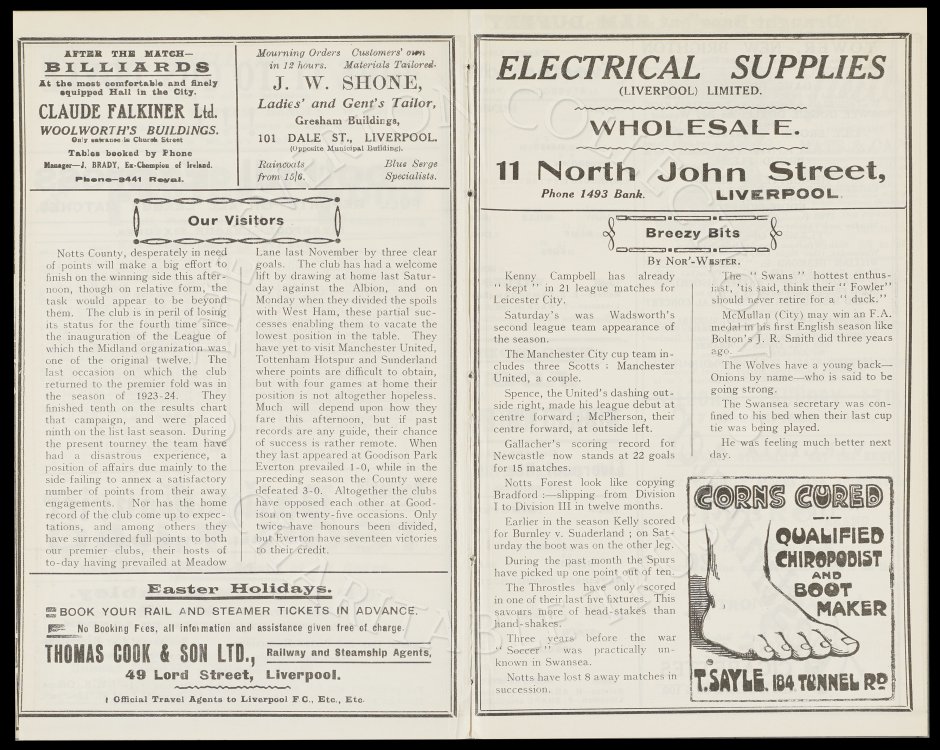 AFTER THE MATCH—
BILLIARDS
At the most comfortable and finely
equipped Hall in the City.
CLAUDE FALKINER Ltd.
WOOLWORTH'S BUILDINGS.
Only entrance in Church Street
Tables booked by Phone
Manager—J. BRADY, Ex-Champion of Ireland.
Phone—3441 Royal.
Mourning Orders Customers' own
in 12 hours. Materials Tailored.
J. W. SHONE,
Ladies' and Gent's Tailor,
Gresham Buildings,
101 DALE ST., LIVERPOOL.
(Opposite Municipal Building).
Raincoats Blue Serge
from 15/6. Specialists.
Our Visitors
Notts County, desperately in need
of points will make a big effort to
finish on the winning side this after-
noon, though on relative form, the
task would appear to be beyond
them. The club is in peril of losing
its status for the fourth time since
the inauguration of the League of
which the Midland organization was
one of the original twelve. The
last occasion on which the club
returned to the premier fold was in
the season of 1923-24. They
finished tenth on the results chart
that campaign, and were placed
ninth on the last last season. During
the present tourney the team have
had a disastrous experience, a
position of affairs due mainly to the
side failing to annex a satisfactory
number of points from their away
engagements. Nor has the home
record of the club come up to expec-
tations, and among others they
have surrendered full points to both
our premier clubs, their hosts of
to-day having prevailed at Meadow
Lane last November by three clear
goals. The club has had a welcome
lift by drawing at home last Satur-
day against the Albion, and on
Monday when they divided the spoils
with West Ham, these partial suc-
cesses enabling them to vacate the
lowest position in the table. They
have yet to visit Manchester United,
Tottenham Hotspur and Sunderland
where points are difficult to obtain,
but with four games at home their
position is not altogether hopeless.
Much will depend upon how they
fare this afternoon, but if past
records are any guide, their chance
of success is rather remote. When
they last appeared at Goodison Park
Everton prevailed 1-0, while in the
preceding season the County were
defeated 3-0. Altogether the clubs
have opposed each other at Good-
ison on twenty-five occasions. Only
twice have honours been divided,
but Everton have seventeen victories
to their credit.
Easter Holidays.
BOOK YOUR RAIL AND STEAMER TICKETS IN ADVANCE.
No Booking Fees, all information and assistance given free of charge.
THOMAS COOK & SON LTD., Railway and Steamship Agents,
49 Lord Street, Liverpool.
Official Travel Agents to Liverpool F C., Etc., Etc.
ELECTRICAL SUPPLIES
(LIVERPOOL) LIMITED.
WHOLESALE.
11 North John Street,
Phone 1493 Bank. LIVERPOOL.
Breezy Bits
By Nor'-Wester.
Kenny Campbell has already
" kept " in 21 league matches for
Leicester City.
Saturday's was Wadsworth's
second league team appearance of
the season.
The Manchester City cup team in-
cludes three Scotts ; Manchester
United, a couple.
Spence, the United's dashing out-
side right, made his league debut at
centre forward ; McPherson, their
centre forward, at outside left.
Gallacher's scoring record for
Newcastle now stands at 22 goals
for 15 matches.
Notts Forest look like copying
Bradford :—slipping from Division
I to Division III in twelve months.
Earlier in the season Kelly scored
for Burnley v. Sunderland ; on Sat-
urday the boot was on the other leg.
During the past month the Spurs
have picked up one point out of ten.
The Throstles have only scored
in one of their last five fixtures. This
savours more of head-stakes than
hand-shakes.
Three years before the war
" Soccer " was practically un-
known in Swansea.
Notts have lost 8 away matches in
succession.
The " Swans " hottest enthus-
iast, 'tis said, think their " Fowler"
should never retire for a " duck."
McMullan (City) may win an F.A.
medal in his first English season like
Bolton's J. R. Smith did three years
ago.
The Wolves have a young back—
Onions by name—who is said to be
going strong.
The Swansea secretary was con-
fined to his bed when their last cup
tie was being played.
He was feeling much better next
day.
CORNS CURED
QUALIFIED
CHIROPODIST
AND
BOOT
MAKER
T. SAYLE. 184 TUNNEL RD